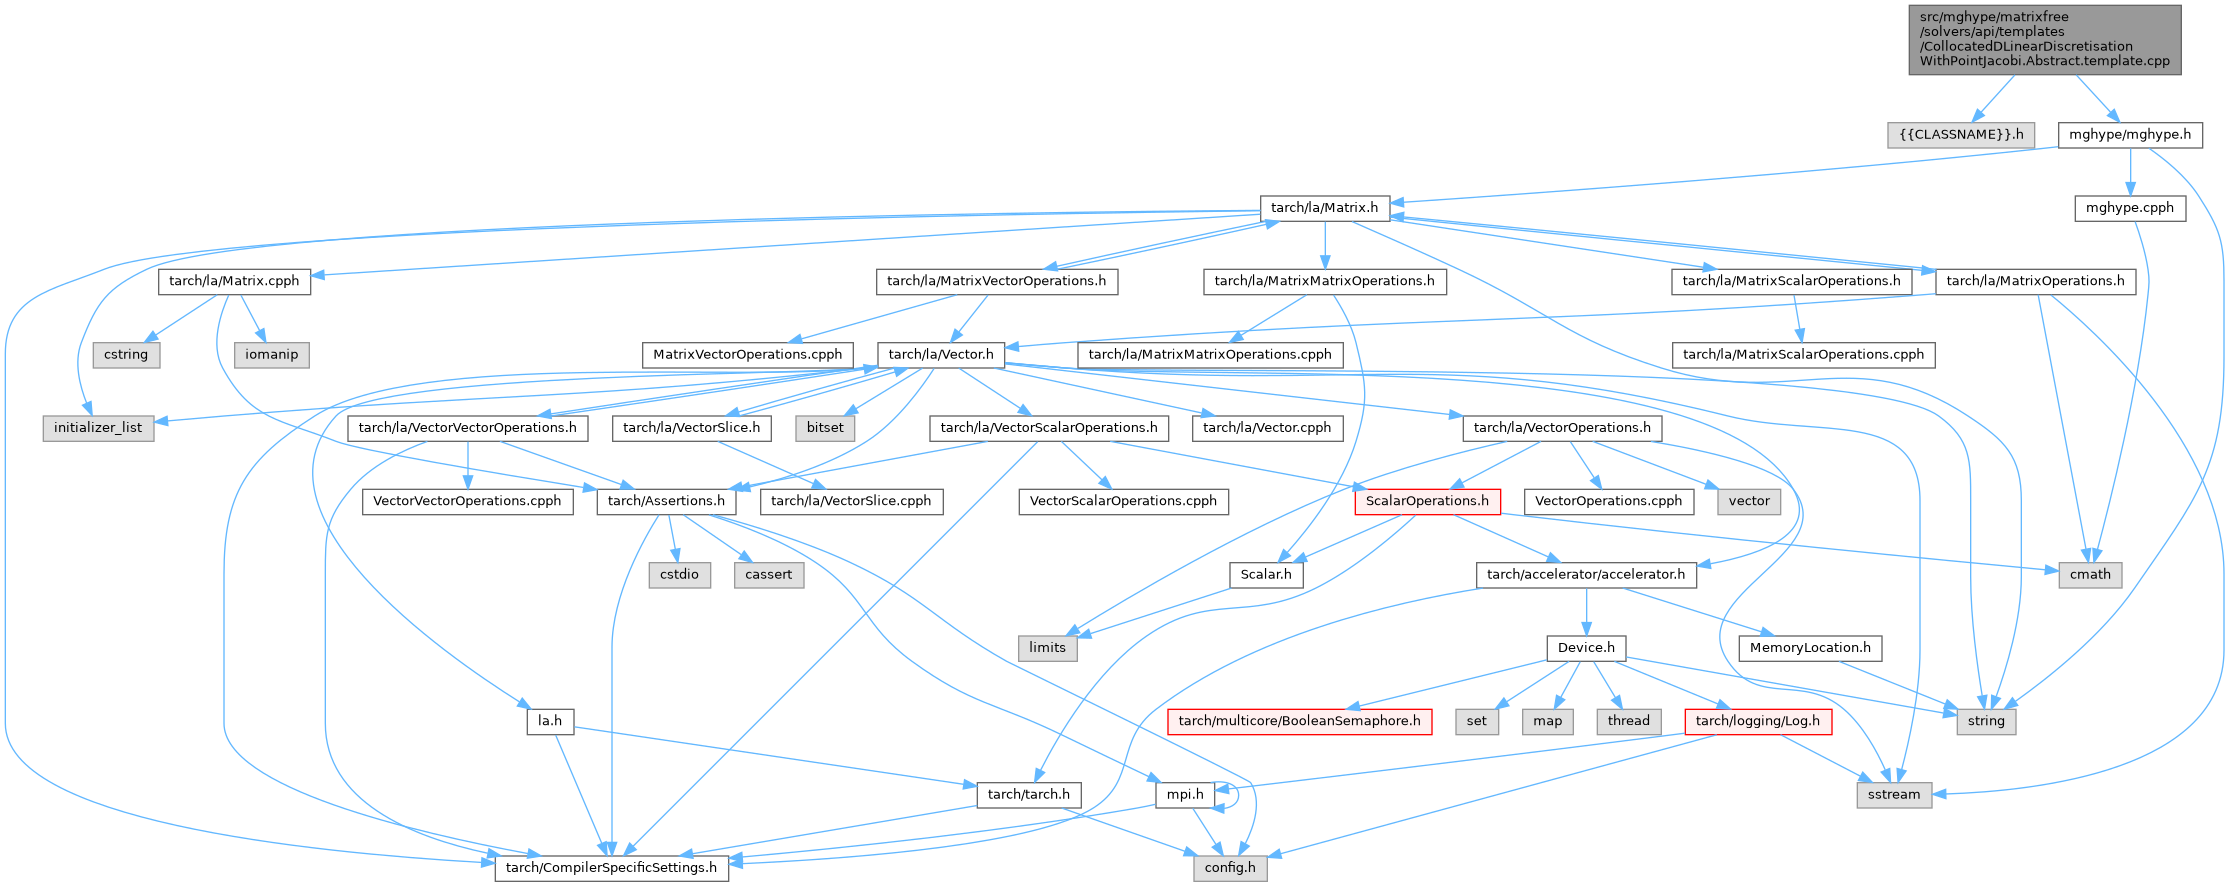 src/mghype/matrixfree
/solvers/api/templates
/CollocatedDLinearDiscretisation
WithPointJacobi.Abstract.template.cpp
{{CLASSNAME}}.h
mghype/mghype.h
tarch/la/Matrix.h
mghype.cpph
tarch/la/Matrix.cpph
tarch/la/MatrixVectorOperations.h
tarch/la/MatrixMatrixOperations.h
tarch/la/MatrixScalarOperations.h
tarch/la/MatrixOperations.h
cstring
iomanip
MatrixVectorOperations.cpph
tarch/la/Vector.h
tarch/la/MatrixMatrixOperations.cpph
tarch/la/MatrixScalarOperations.cpph
initializer_list
tarch/la/VectorVectorOperations.h
tarch/la/VectorSlice.h
bitset
tarch/la/VectorScalarOperations.h
tarch/la/Vector.cpph
tarch/la/VectorOperations.h
VectorVectorOperations.cpph
tarch/Assertions.h
tarch/la/VectorSlice.cpph
VectorScalarOperations.cpph
ScalarOperations.h
VectorOperations.cpph
vector
cstdio
cassert
Scalar.h
tarch/accelerator/accelerator.h
cmath
limits
Device.h
MemoryLocation.h
la.h
tarch/multicore/BooleanSemaphore.h
set
map
thread
tarch/logging/Log.h
string
tarch/tarch.h
mpi.h
sstream
tarch/CompilerSpecificSettings.h
config.h